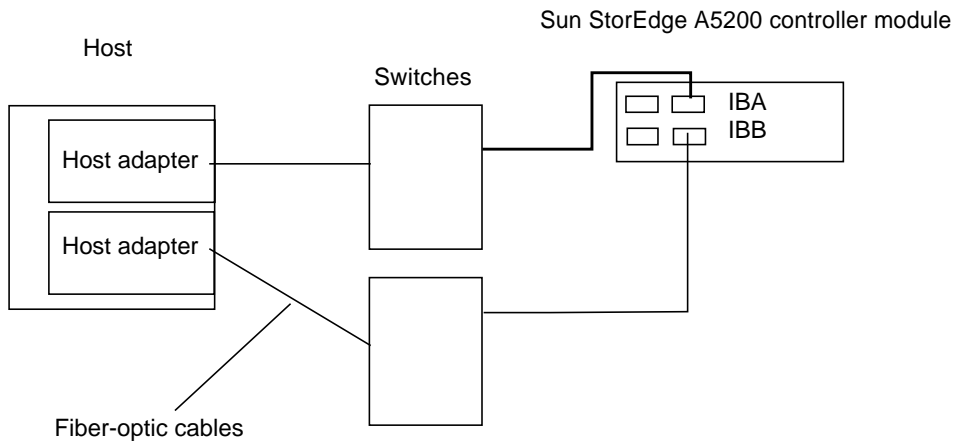 Sun StorEdge A5200 controller module
Host
Switches
IBA
IBB
Host adapter
Host adapter
Fiber-optic cables